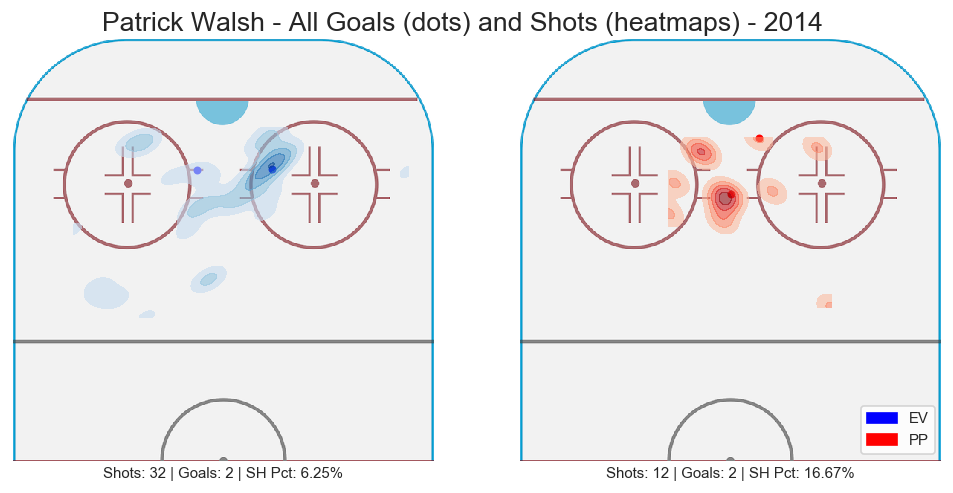 Patrick Walsh - All Goals (dots) and Shots (heatmaps) - 2014
EV
PP
Shots: 32 | Goals: 2 | SH Pct: 6.25%
Shots: 12 | Goals: 2 | SH Pct: 16.67%